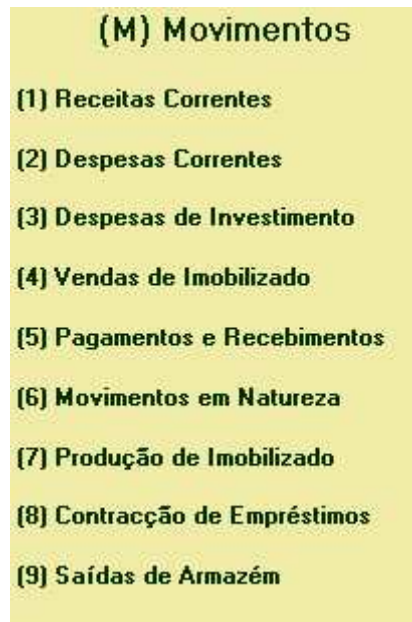 (M) Movimentos
(1) Receitas Correntes
(2) Despesas Correntes
(3) Despesas de Investimento
(4) Vendas de Imobilizado
(5) Pagamentos e Recebimentos
(6) Movimentos em Natureza
(7) Produção de Imobilizado
(8) Contracção de Empréstimos
(9) Saídas de Armazém